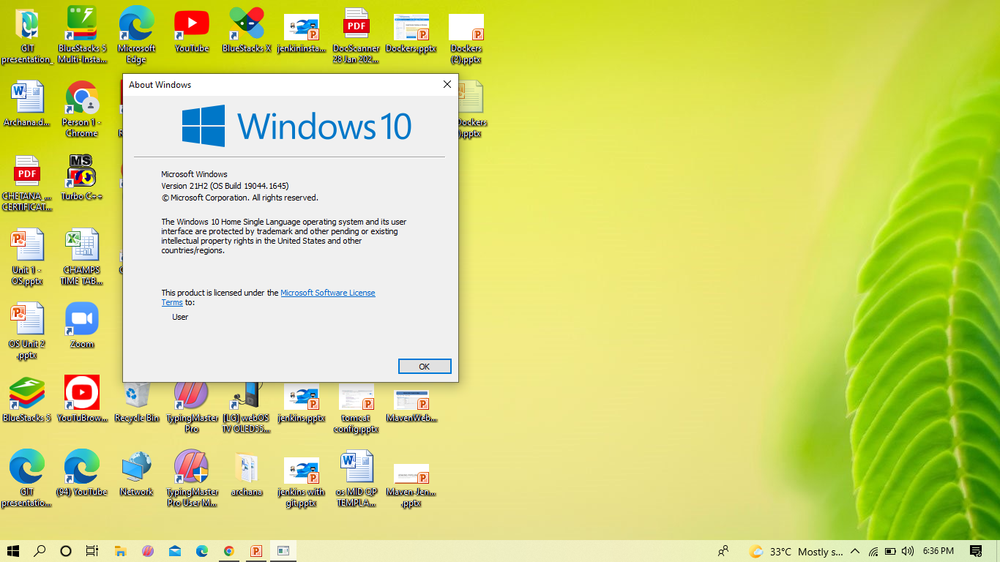 GIT
presentation_
BlueStacks 5
Multi-Insta...
Microsoft
Edge
YouTube
BlueStacks X
jenkininsta...
PDF
DocScanner
28 Jan 202...
Dockers.pptx
Dockers
(2).pptx
Archana.d...
Person 1 -
Chrome
Dockers
).pptx
About Windows
Windows 10
Microsoft Windows
Version 21H2 (OS Build 19044.1645)
© Microsoft Corporation. All rights reserved.
The Windows 10 Home Single Language operating system and its user
interface are protected by trademark and other pending or existing
intellectual property rights in the United States and other
countries/regions.
This product is licensed under the Microsoft Software License
Terms to:
User
OK
PDF
CHETANA_...
CERTIFICAT...
MS
Turbo C++
Unit 1 -
OS.pptx
CHAMPS
TIME TAB...
OS Unit 2
.pptx
Zoom
BlueStacks 5
YouTuBrow...
Recycle Bin
TypingMaster
Pro
[LG] webOS
TV OLED55...
jenkins.pptx
tomcat
config.pptx
MavenWeb...
GIT
presentatio...
(94) YouTube
Network
TypingMaster
Pro User M...
archana
jenkins with
git.pptx
os MID QP
TEMPLA...
Maven-Jen...
.pptx
33°C Mostly s...
6:36 PM